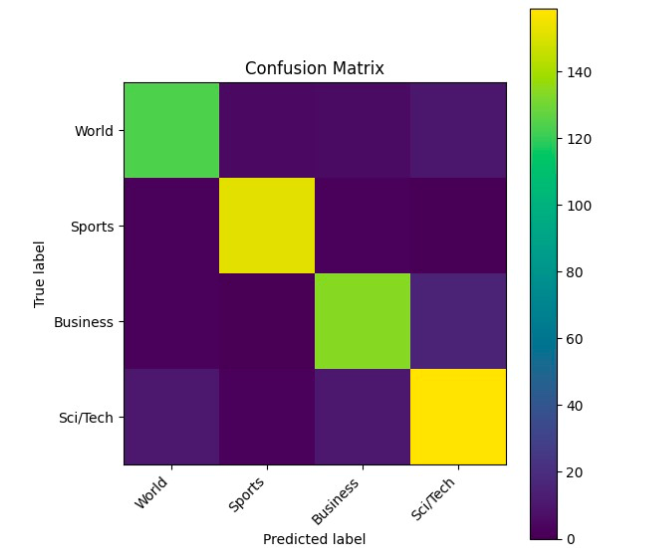 Confusion Matrix
True label
World
Sports
Business
Sci/Tech
World
Sports
Business
Sci/Tech
Predicted label
140
120
100
80
60
40
20
0